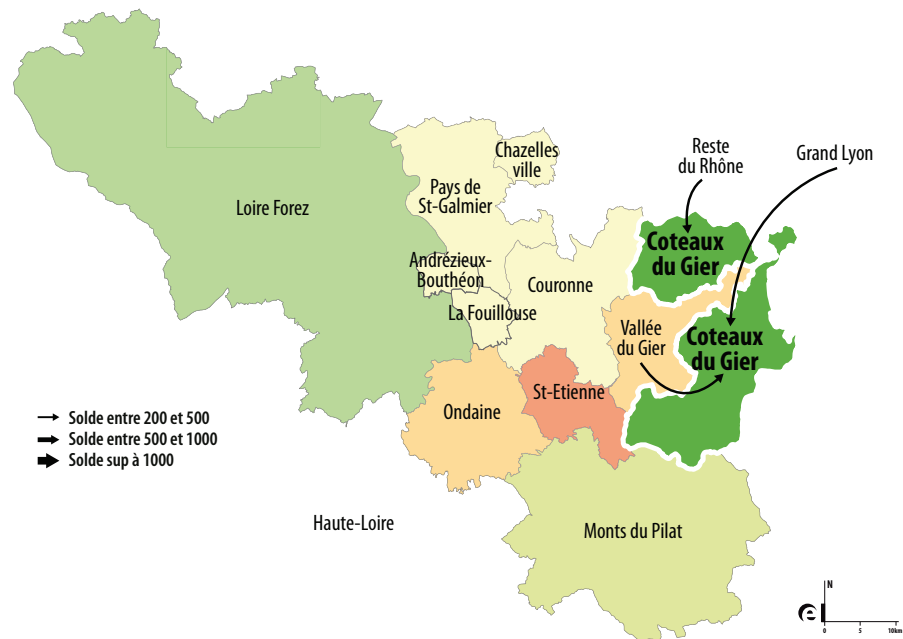 Chazelles
ville
Reste
du Rhône
Grand Lyon
Pays de
St-Galmier
Loire Forez
Coteaux
du Gier
Andrézieux-
Bouthéon
Couronne
La Fouillouse
Vallée
du Gier
Coteaux
du Gier
St-Etienne
Ondaine
Solde entre 200 et 500
Solde entre 500 et 1000
Solde sup à 1000
Haute-Loire
Monts du Pilat
N
0 5 10km